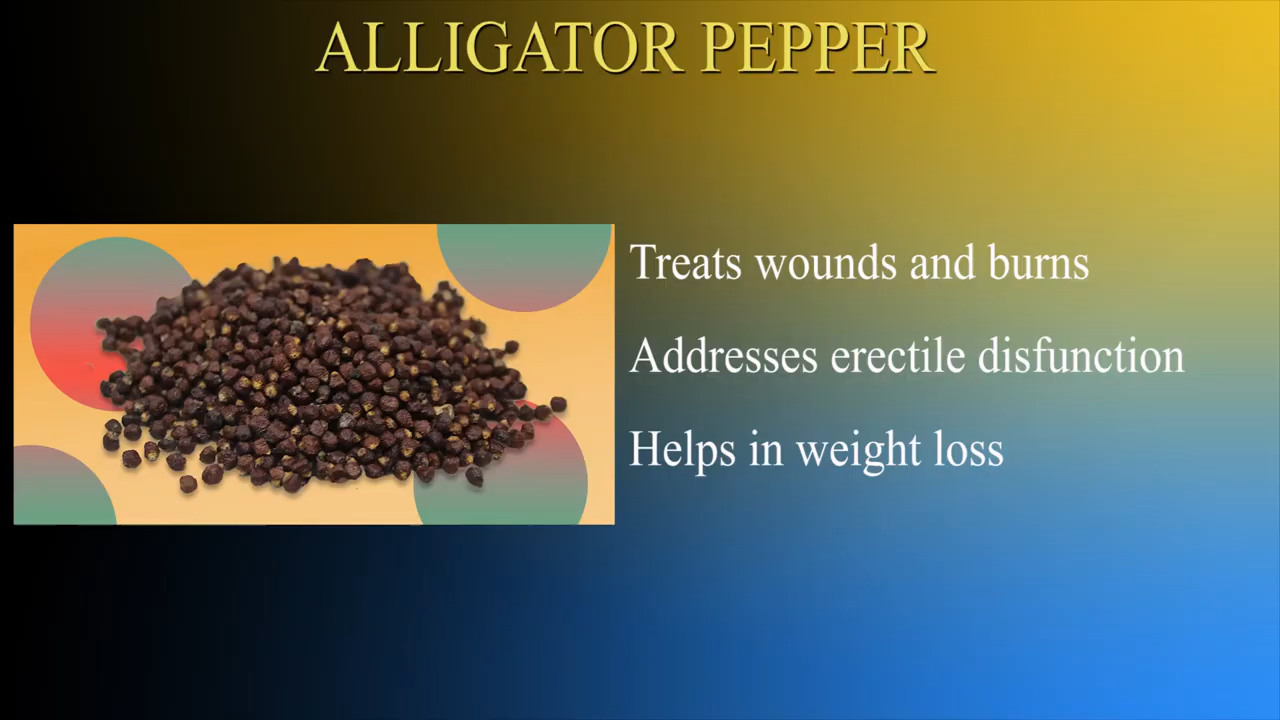 ALLIGATOR PEPPER
Treats wounds and burns
Addresses erectile disfunction
Helps in weight loss